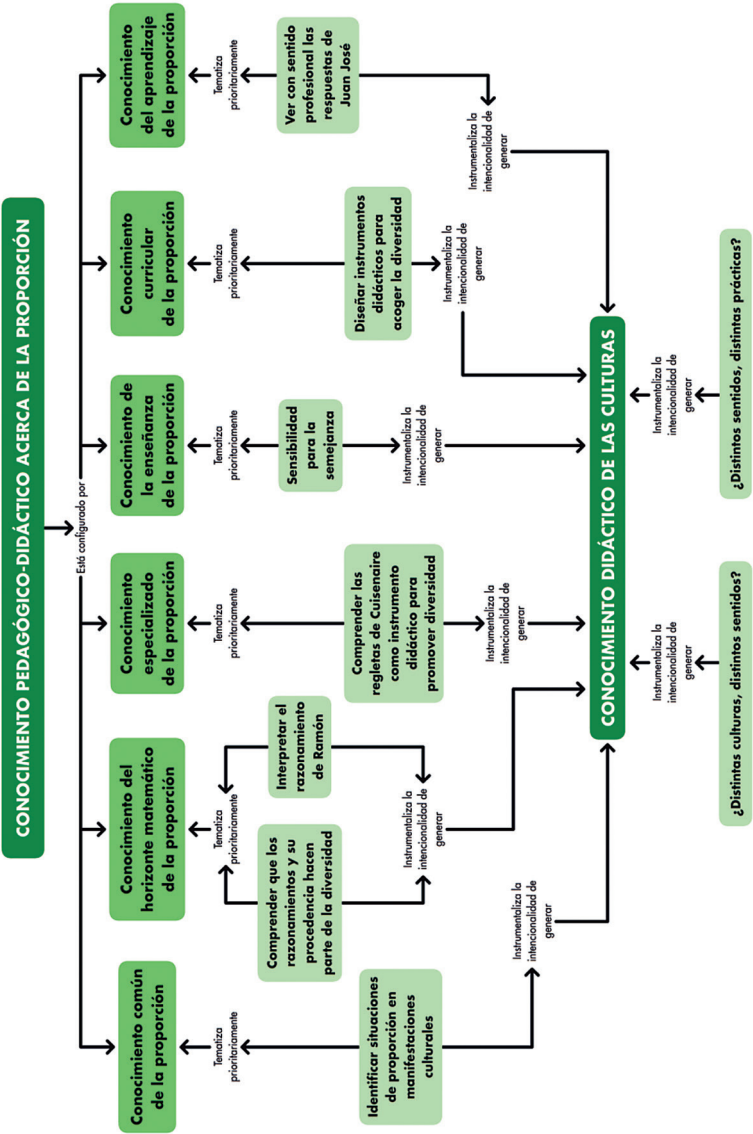 CONOCIMIENTO PEDAGÓGICO-DIDÁCTICO ACERCA DE LA PROPORCIÓN
Está configurado por
Conocimiento común
de la proporción
Conocimiento del
horizonte matemático
de la proporción
Conocimiento
especializado
de la proporción
Conocimiento de
la enseñanza
de la proporción
Conocimiento
curricular
de la proporción
Conocimiento
del aprendizaje
de la proporción
Tematiza
prioritariamente
Tematiza
prioritariamente
Tematiza
prioritariamente
Tematiza
prioritariamente
Tematiza
prioritariamente
Tematiza
prioritariamente
Identificar situaciones
de proporción en
manifestaciones
culturales
Comprender que los
razonamientos y su
procedencia hacen
parte de la diversidad
Interpretar el
razonamiento
de Ramón
Comprender las
regletas de Cuisenaire
como instrumento
didáctico para
promover diversidad
Sensibilidad
para la
semejanza
Diseñar instrumentos
didácticos para
acoger la diversidad
Ver con sentido
profesional las
respuestas de
Juan José
Instrumentaliza la
intencionalidad de
generar
Instrumentaliza la
intencionalidad de
generar
Instrumentaliza la
intencionalidad de
generar
Instrumentaliza la
intencionalidad de
generar
Instrumentaliza la
intencionalidad de
generar
Instrumentaliza la
intencionalidad de
generar
CONOCIMIENTO DIDÁCTICO DE LAS CULTURAS
Instrumentaliza la
intencionalidad de
generar
Instrumentaliza la
intencionalidad de
generar
¿Distintas culturas, distintos sentidos?
¿Distintos sentidos, distintas prácticas?